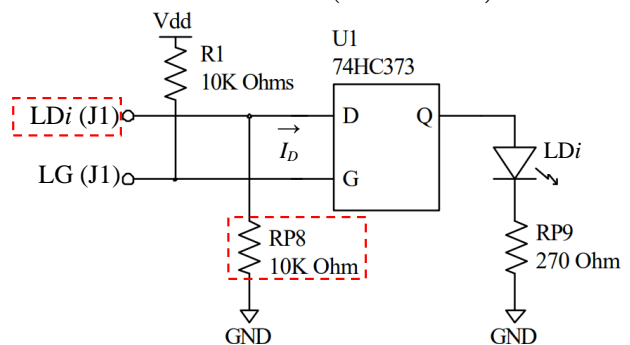 Vdd
R1
10K Ohms
U1
74HC373
LDi (J1)
I_D
D
Q
LG (J1)
G
LDi
RP8
10K Ohm
RP9
270 Ohm
GND
GND